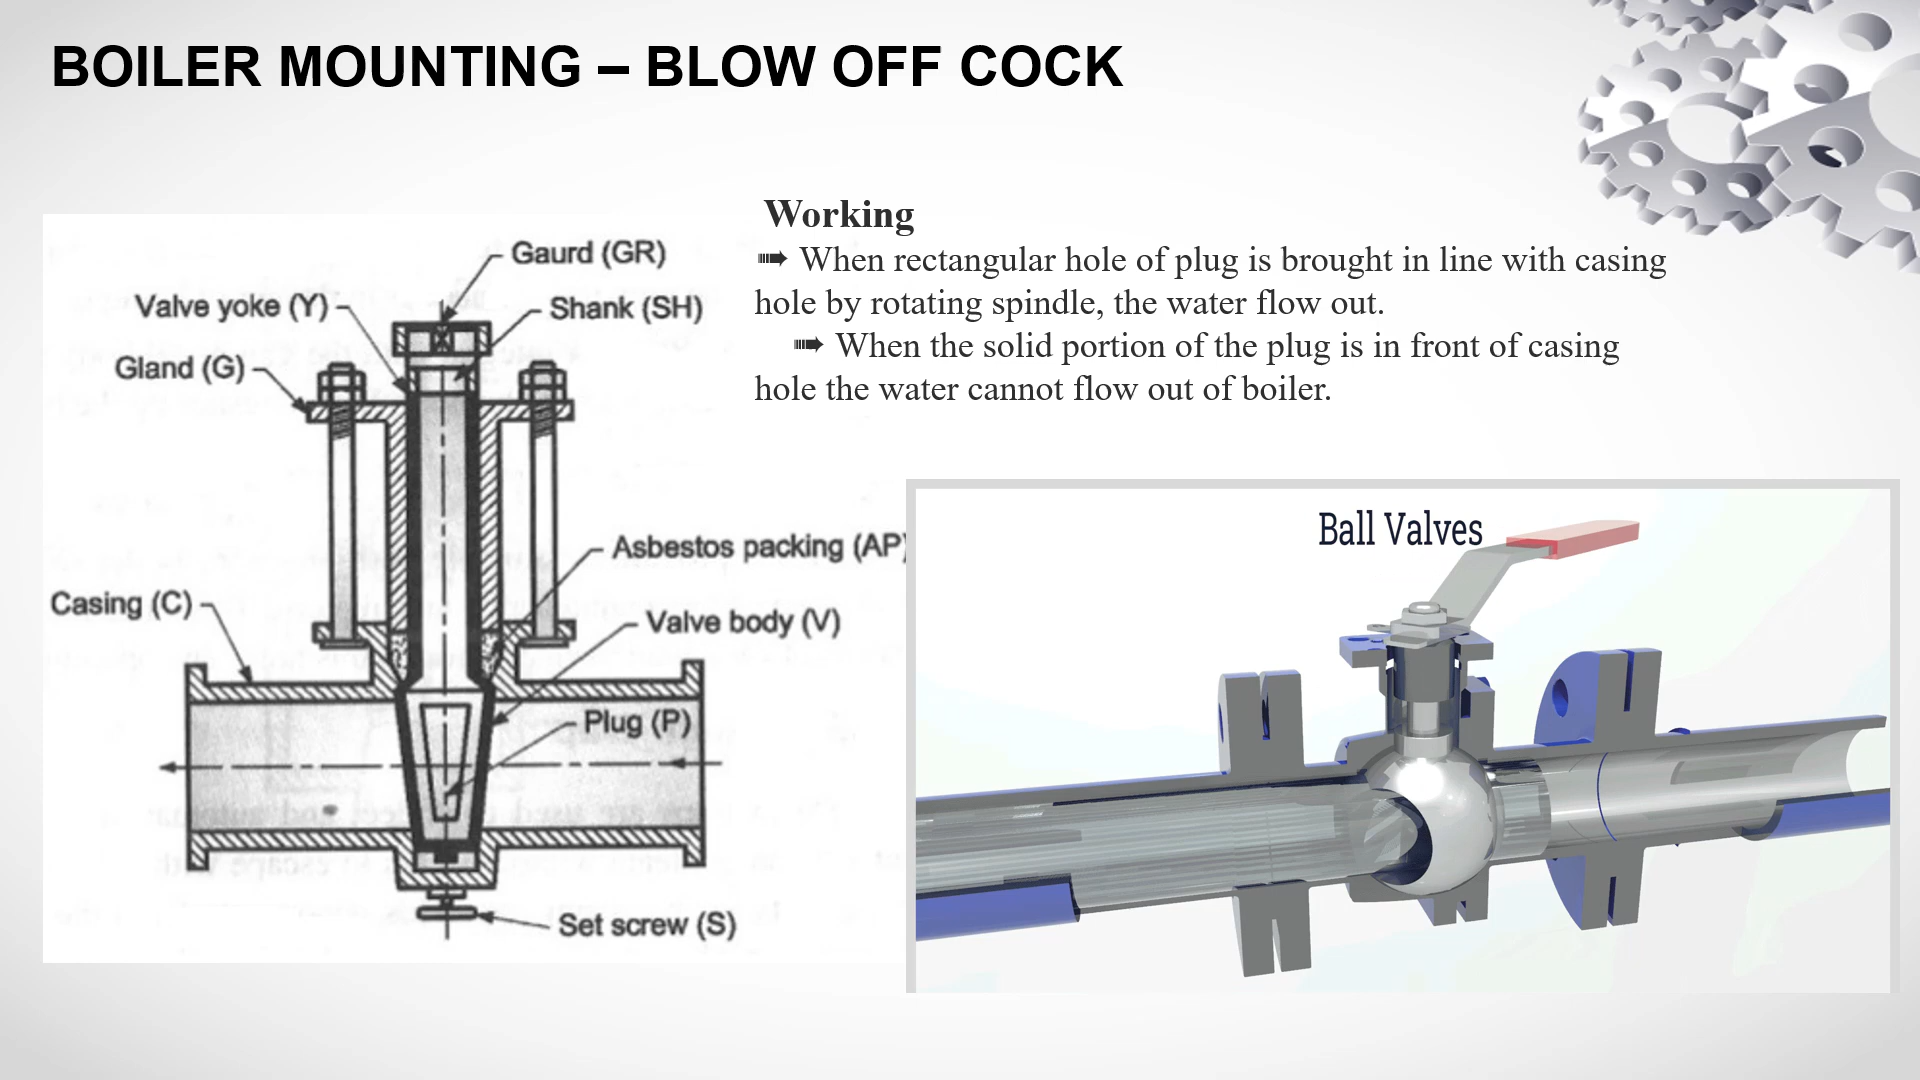 BOILER MOUNTING – BLOW OFF COCK
Working
➠ When rectangular hole of plug is brought in line with casing
hole by rotating spindle, the water flow out.
➠ When the solid portion of the plug is in front of casing
hole the water cannot flow out of boiler.
Gaurd (GR)
Valve yoke (Y)
Shank (SH)
Gland (G)
Asbestos packing (AP)
Casing (C)
Valve body (V)
Plug (P)
Set screw (S)
Ball Valves